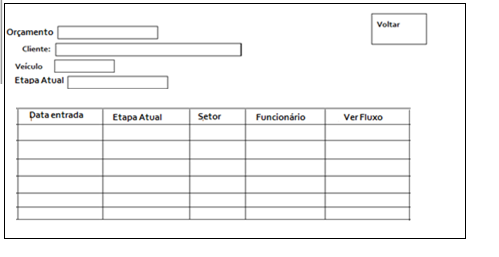 Voltar
Orçamento
Cliente:
Veículo
Etapa Atual
Data entrada Etapa Atual Setor Funcionário Ver Fluxo